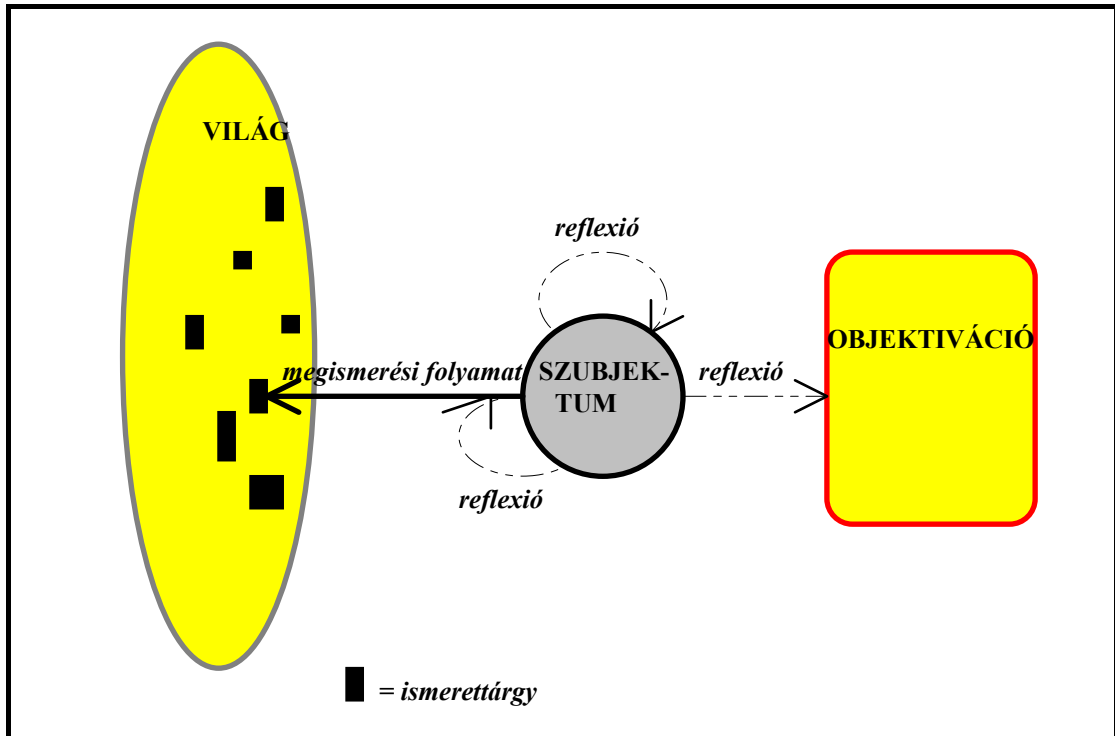 VILÁG
reflexió
OBJEKTIVÁCIÓ
megismerési folyamat
SZUBJEK-
TUM
reflexió
reflexió
= ismerettárgy